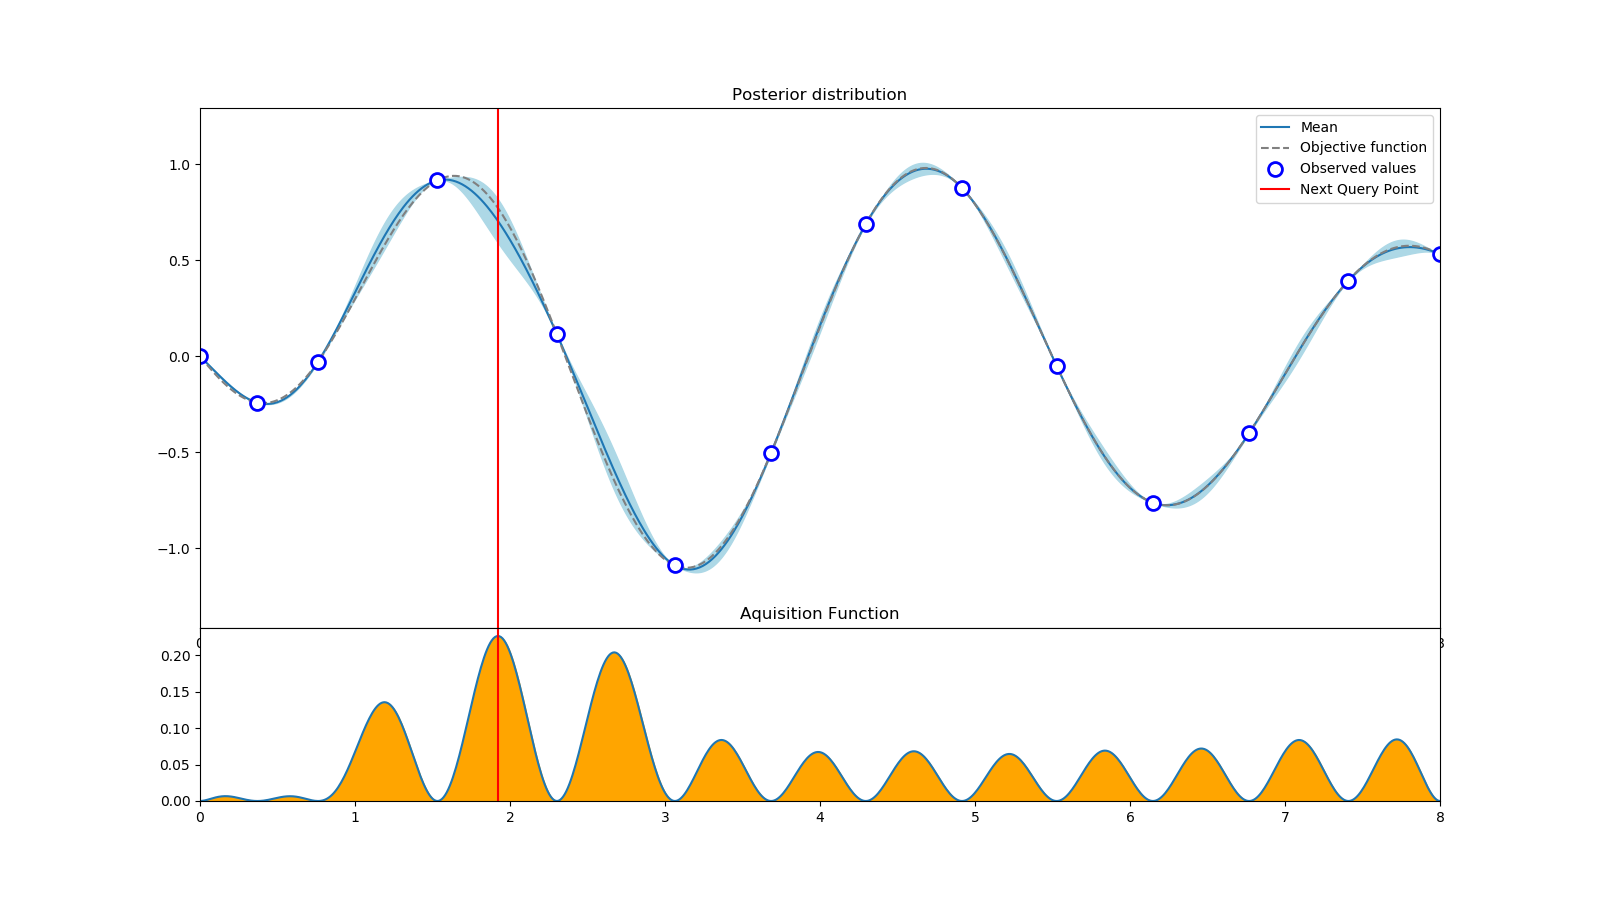 Posterior distribution
Mean
Objective function
Observed values
Next Query Point
1.0
0.5
0.0
−0.5
−1.0
Aquisition Function
0.20
0.15
0.10
0.05
0.00
0 1 2 3 4 5 6 7 8